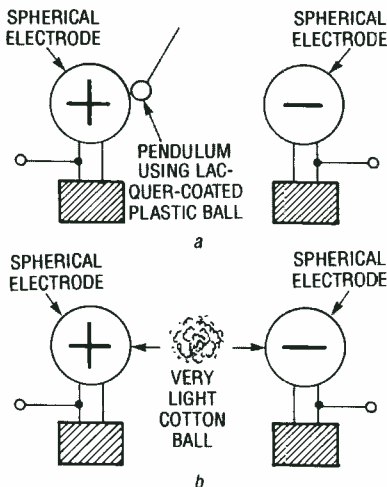 SPHERICAL
ELECTRODE
SPHERICAL
ELECTRODE
+
−
PENDULUM
USING LAC-
QUER-COATED
PLASTIC BALL
a
SPHERICAL
ELECTRODE
SPHERICAL
ELECTRODE
+
−
VERY
LIGHT
COTTON
BALL
b